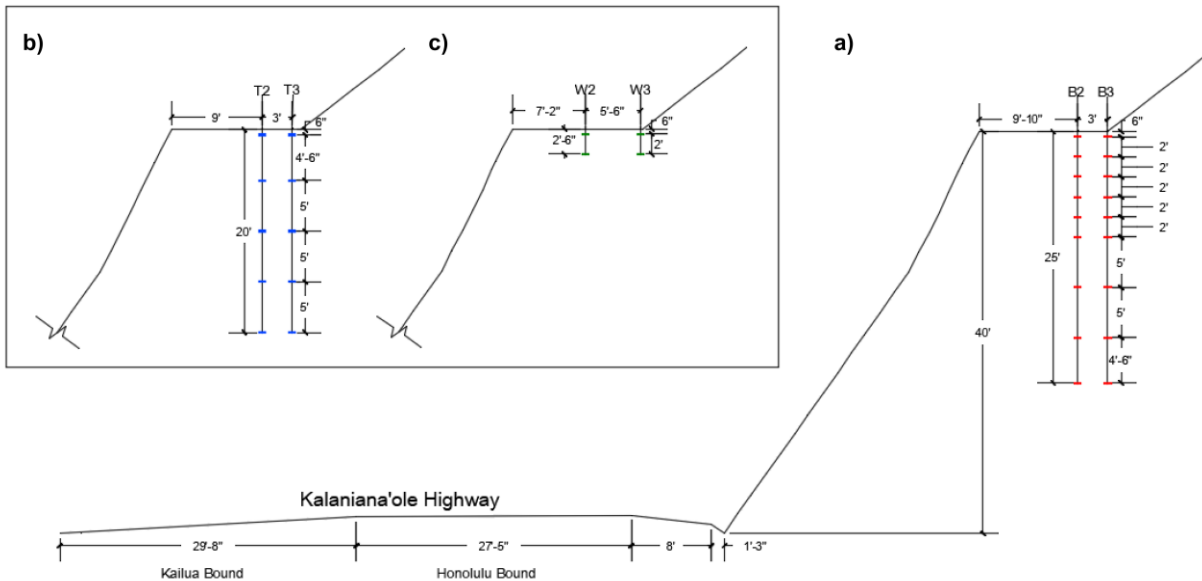 b)
c)
a)
T2 T3
9' 3' 6"
4'-6"
5'
20'
5'
5'
W2 W3
7'-2" 5'-6" 6"
2'-6" 2'
B2 B3
9'-10" 3' 6"
2'
2'
2'
2'
2'
25' 5'
5'
40'
4'-6"
Kalaniana'ole Highway
29'-8" 27'-5" 8' 1'-3"
Kailua Bound Honolulu Bound